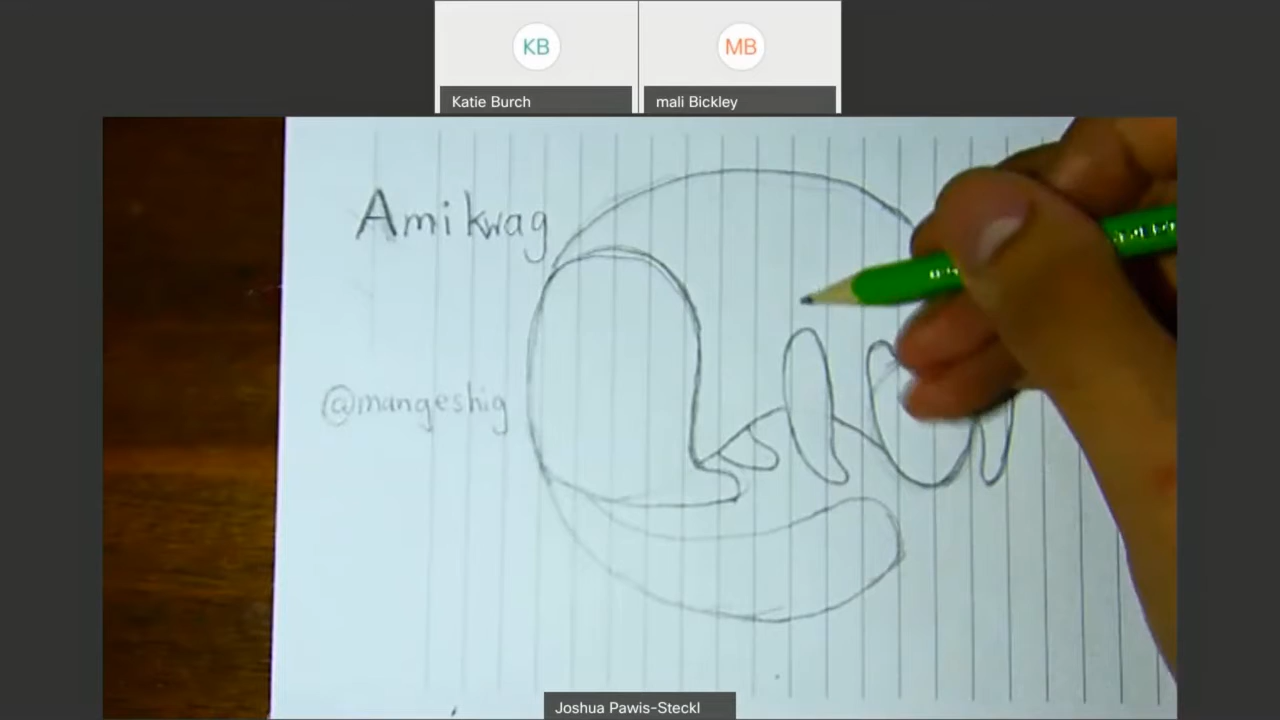 KB
MB
Katie Burch
mali Bickley
Amikwag
@mangeshig
Joshua Pawis-Steckl